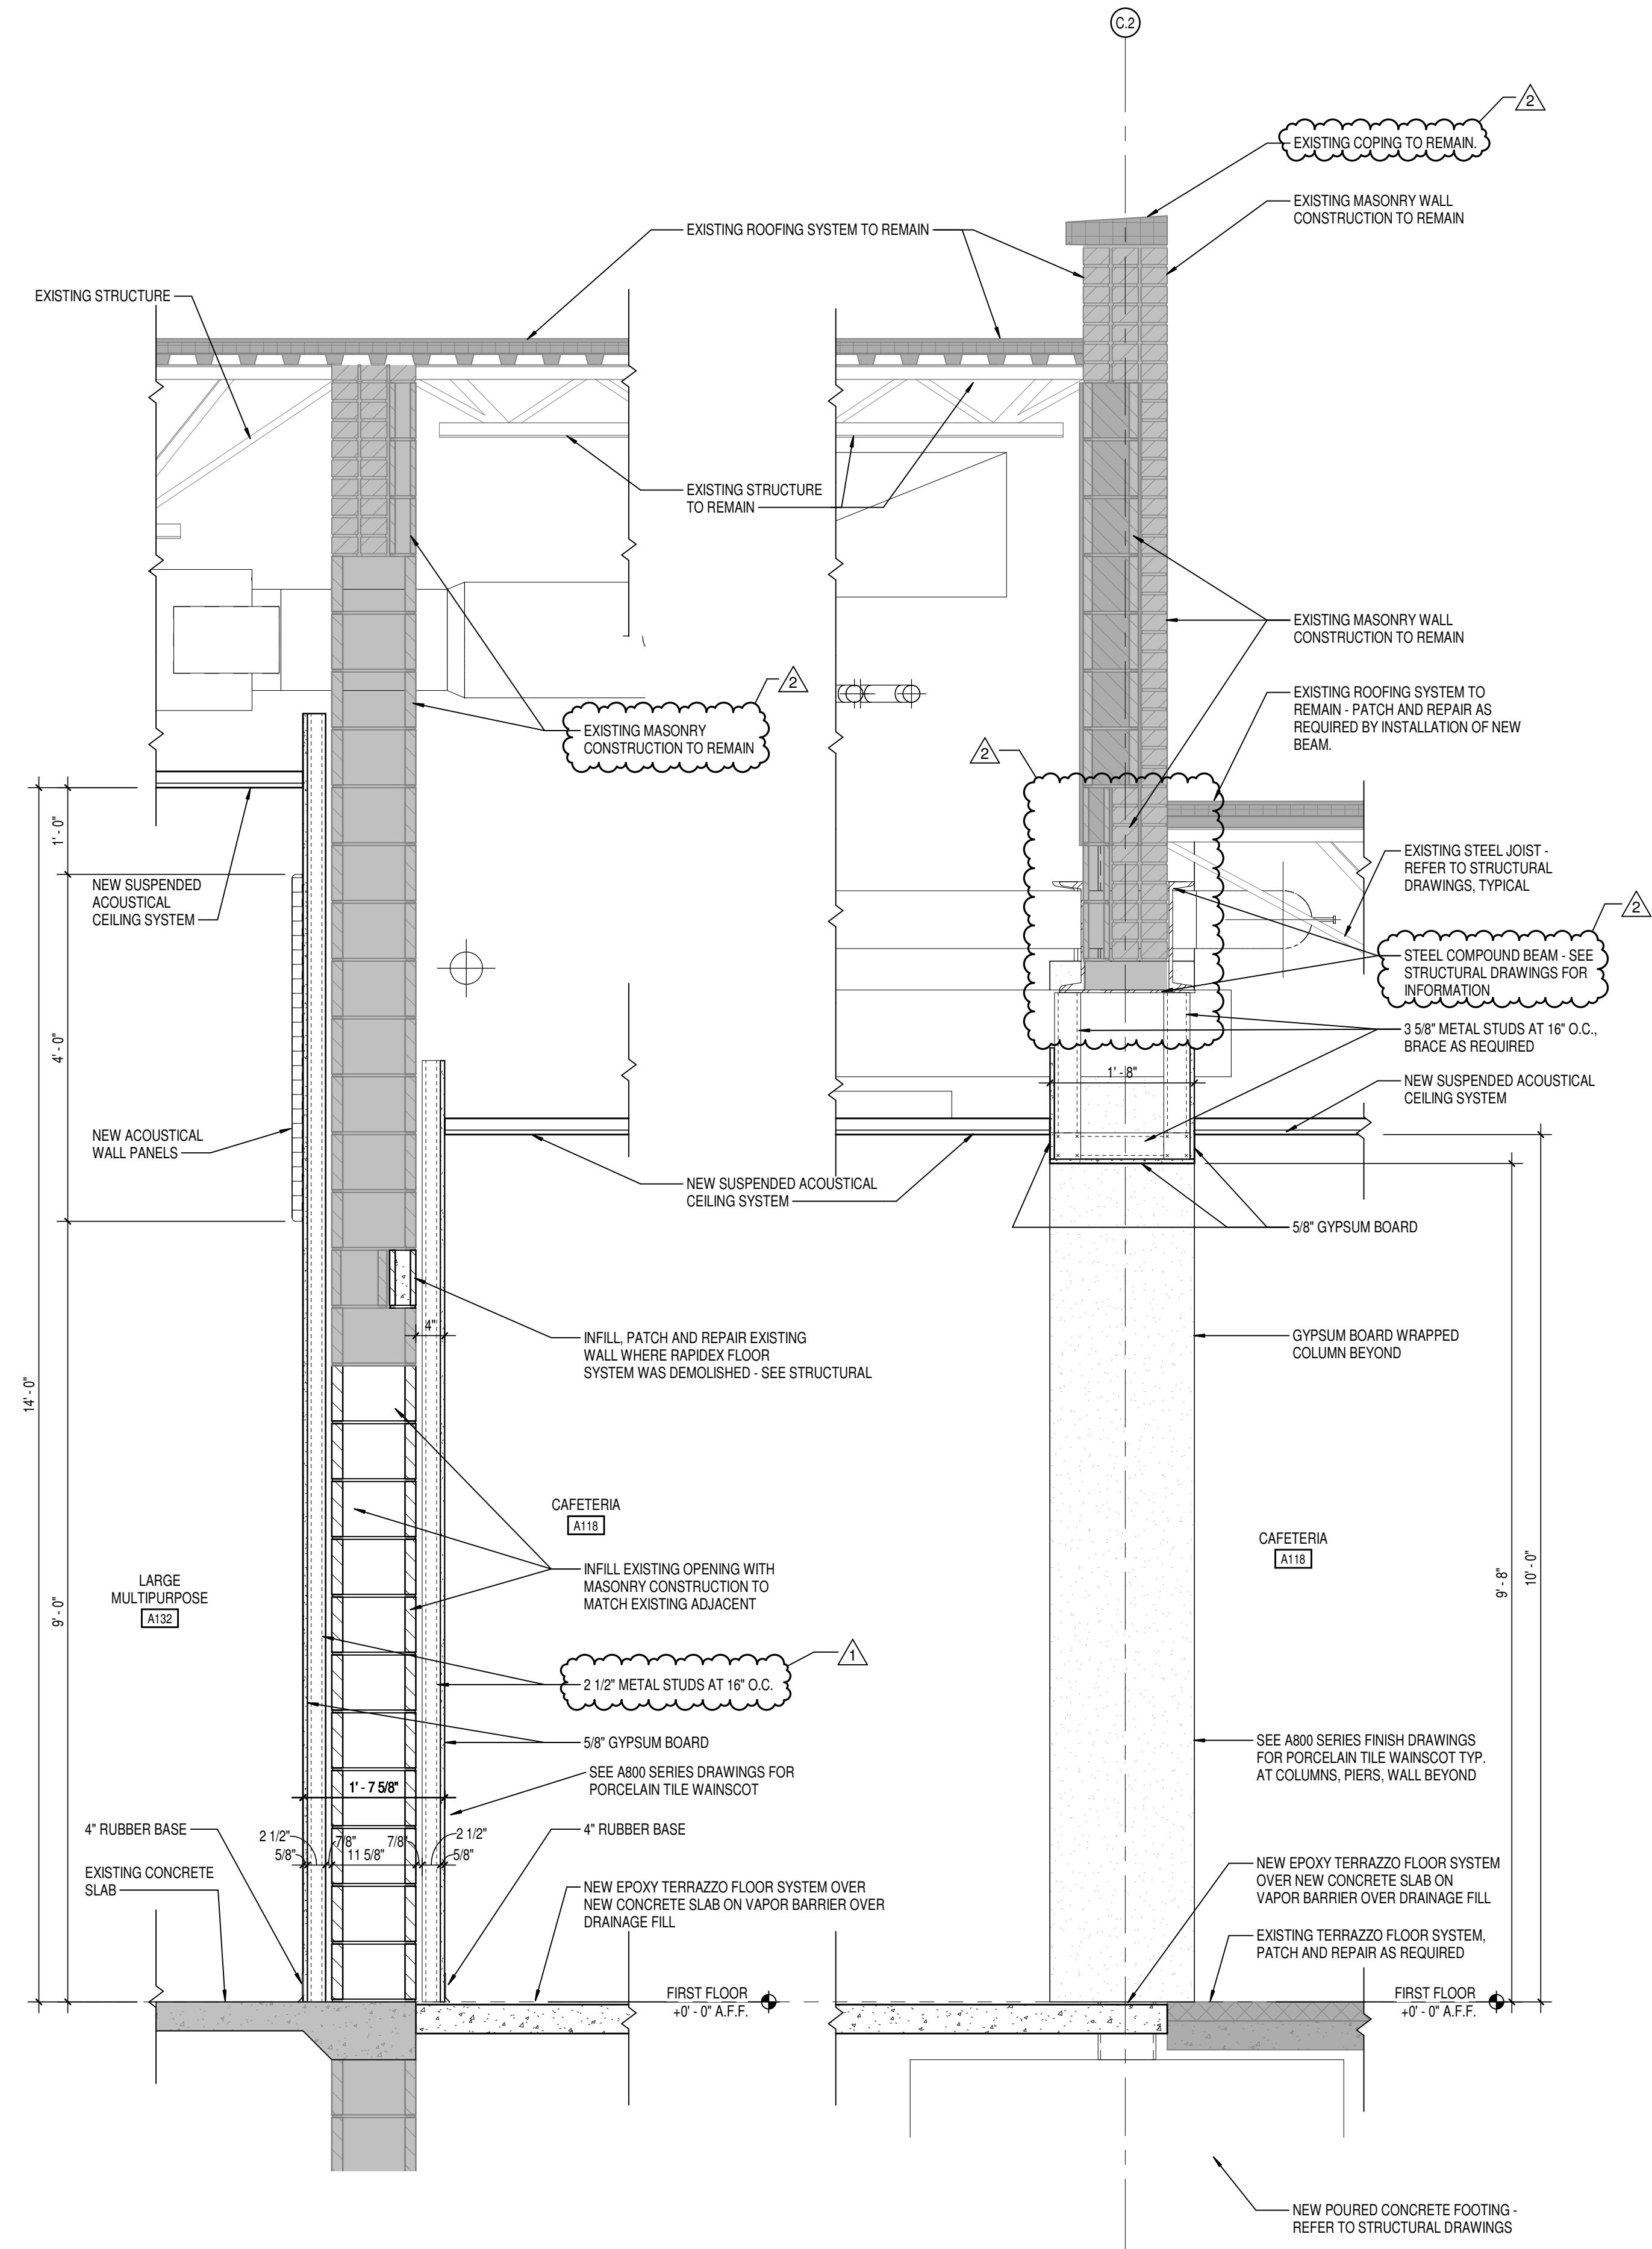 C.2
2
EXISTING COPING TO REMAIN.
EXISTING MASONRY WALL
CONSTRUCTION TO REMAIN
EXISTING ROOFING SYSTEM TO REMAIN
EXISTING STRUCTURE
EXISTING STRUCTURE
TO REMAIN
EXISTING MASONRY WALL
CONSTRUCTION TO REMAIN
2
EXISTING MASONRY
CONSTRUCTION TO REMAIN
EXISTING ROOFING SYSTEM TO
REMAIN - PATCH AND REPAIR AS
REQUIRED BY INSTALLATION OF NEW
BEAM.
2
1' - 0"
EXISTING STEEL JOIST -
REFER TO STRUCTURAL
DRAWINGS, TYPICAL
NEW SUSPENDED
ACOUSTICAL
CEILING SYSTEM
2
STEEL COMPOUND BEAM - SEE
STRUCTURAL DRAWINGS FOR
INFORMATION
4' - 0"
3 5/8" METAL STUDS AT 16" O.C.,
BRACE AS REQUIRED
1' - 8"
NEW SUSPENDED ACOUSTICAL
CEILING SYSTEM
NEW ACOUSTICAL
WALL PANELS
NEW SUSPENDED ACOUSTICAL
CEILING SYSTEM
5/8" GYPSUM BOARD
4"
INFILL, PATCH AND REPAIR EXISTING
WALL WHERE RAPIDEX FLOOR
SYSTEM WAS DEMOLISHED - SEE STRUCTURAL
GYPSUM BOARD WRAPPED
COLUMN BEYOND
14' - 0"
CAFETERIA
A118
CAFETERIA
A118
INFILL EXISTING OPENING WITH
MASONRY CONSTRUCTION TO
MATCH EXISTING ADJACENT
LARGE
MULTIPURPOSE
A132
9' - 0"
9' - 8"
10' - 0"
1
2 1/2" METAL STUDS AT 16" O.C.
5/8" GYPSUM BOARD
SEE A800 SERIES DRAWINGS FOR
PORCELAIN TILE WAINSCOT
SEE A800 SERIES FINISH DRAWINGS
FOR PORCELAIN TILE WAINSCOT TYP.
AT COLUMNS, PIERS, WALL BEYOND
1' - 7 5/8"
4" RUBBER BASE
4" RUBBER BASE
2 1/2"
7/8"
7/8"
2 1/2"
5/8"
11 5/8"
5/8"
EXISTING CONCRETE
SLAB
NEW EPOXY TERRAZZO FLOOR SYSTEM OVER
NEW CONCRETE SLAB ON VAPOR BARRIER OVER
DRAINAGE FILL
NEW EPOXY TERRAZZO FLOOR SYSTEM
OVER NEW CONCRETE SLAB ON
VAPOR BARRIER OVER DRAINAGE FILL
EXISTING TERRAZZO FLOOR SYSTEM,
PATCH AND REPAIR AS REQUIRED
FIRST FLOOR
+0' - 0" A.F.F.
FIRST FLOOR
+0' - 0" A.F.F.
NEW POURED CONCRETE FOOTING -
REFER TO STRUCTURAL DRAWINGS